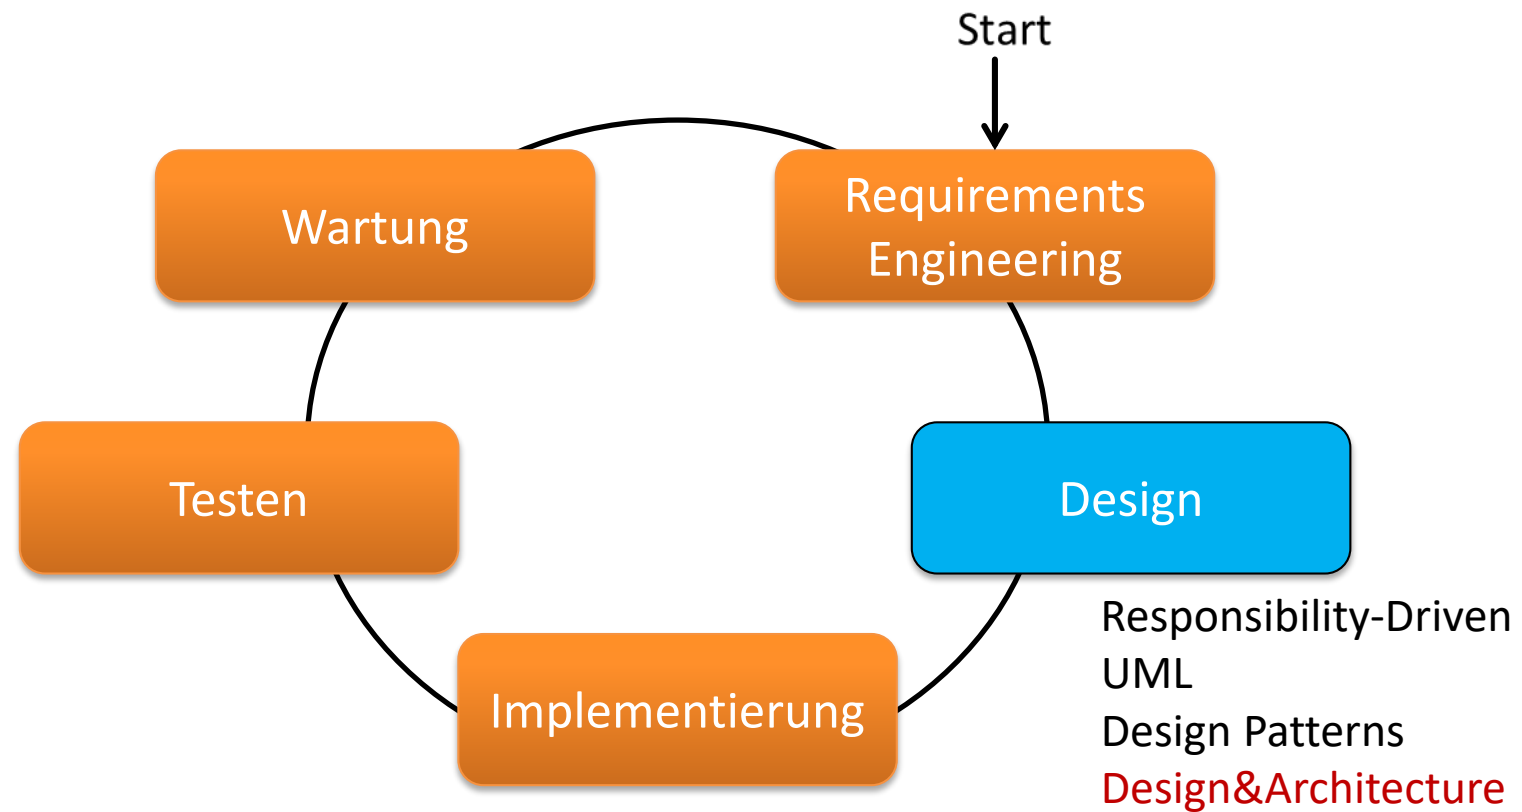 Start
Wartung
Requirements
Engineering
Testen
Design
Implementierung
Responsibility-Driven
UML
Design Patterns
Design&Architecture